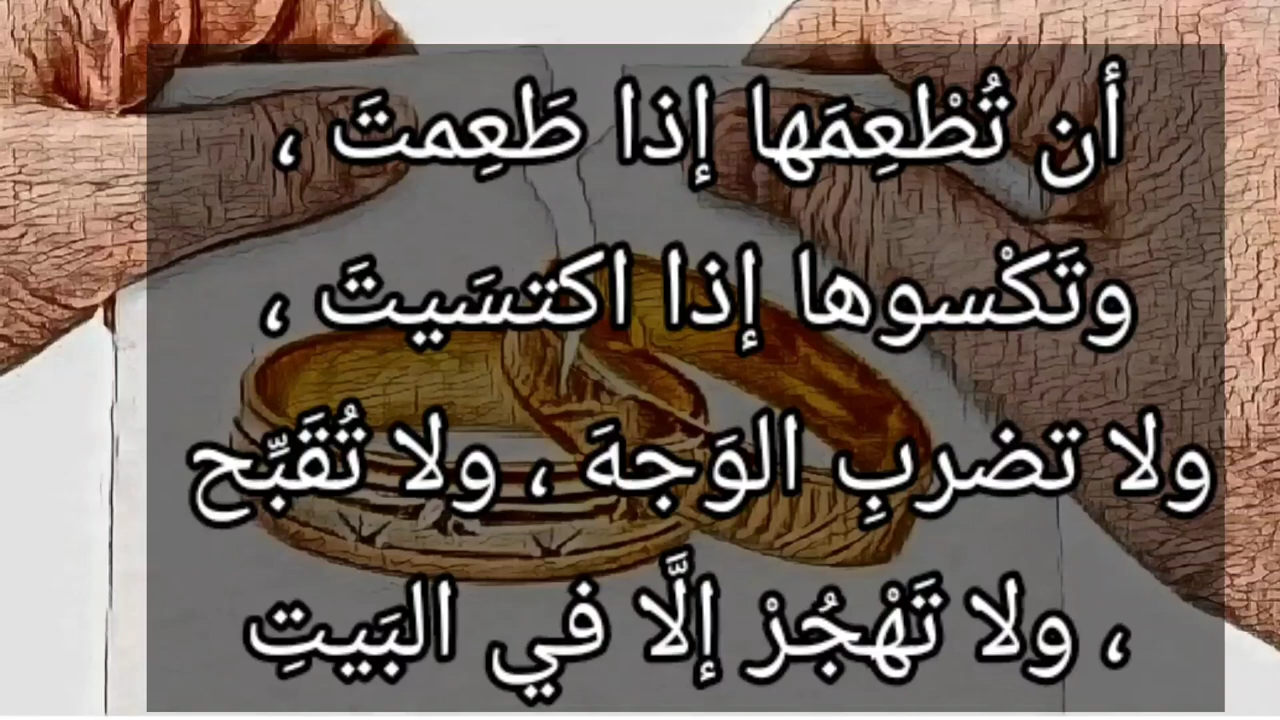 أن تُطْعِمَها إذا طَعِمتَ ،
وتَكْسوها إذا اكتسَيتَ ،
ولا تضربِ الوَجهَ ، ولا تُقَبِّح
، ولا تَهْجُرْ إلَّا في البَيتِ